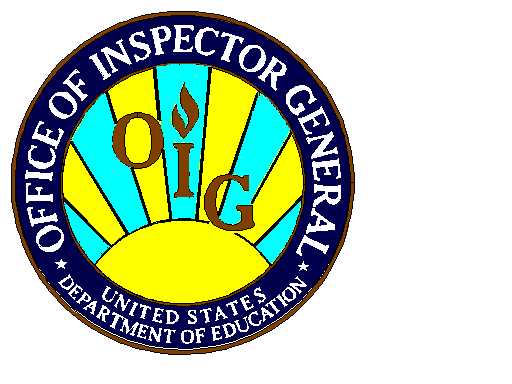 OFFICE OF INSPECTOR GENERAL
OIG
UNITED STATES
DEPARTMENT OF EDUCATION